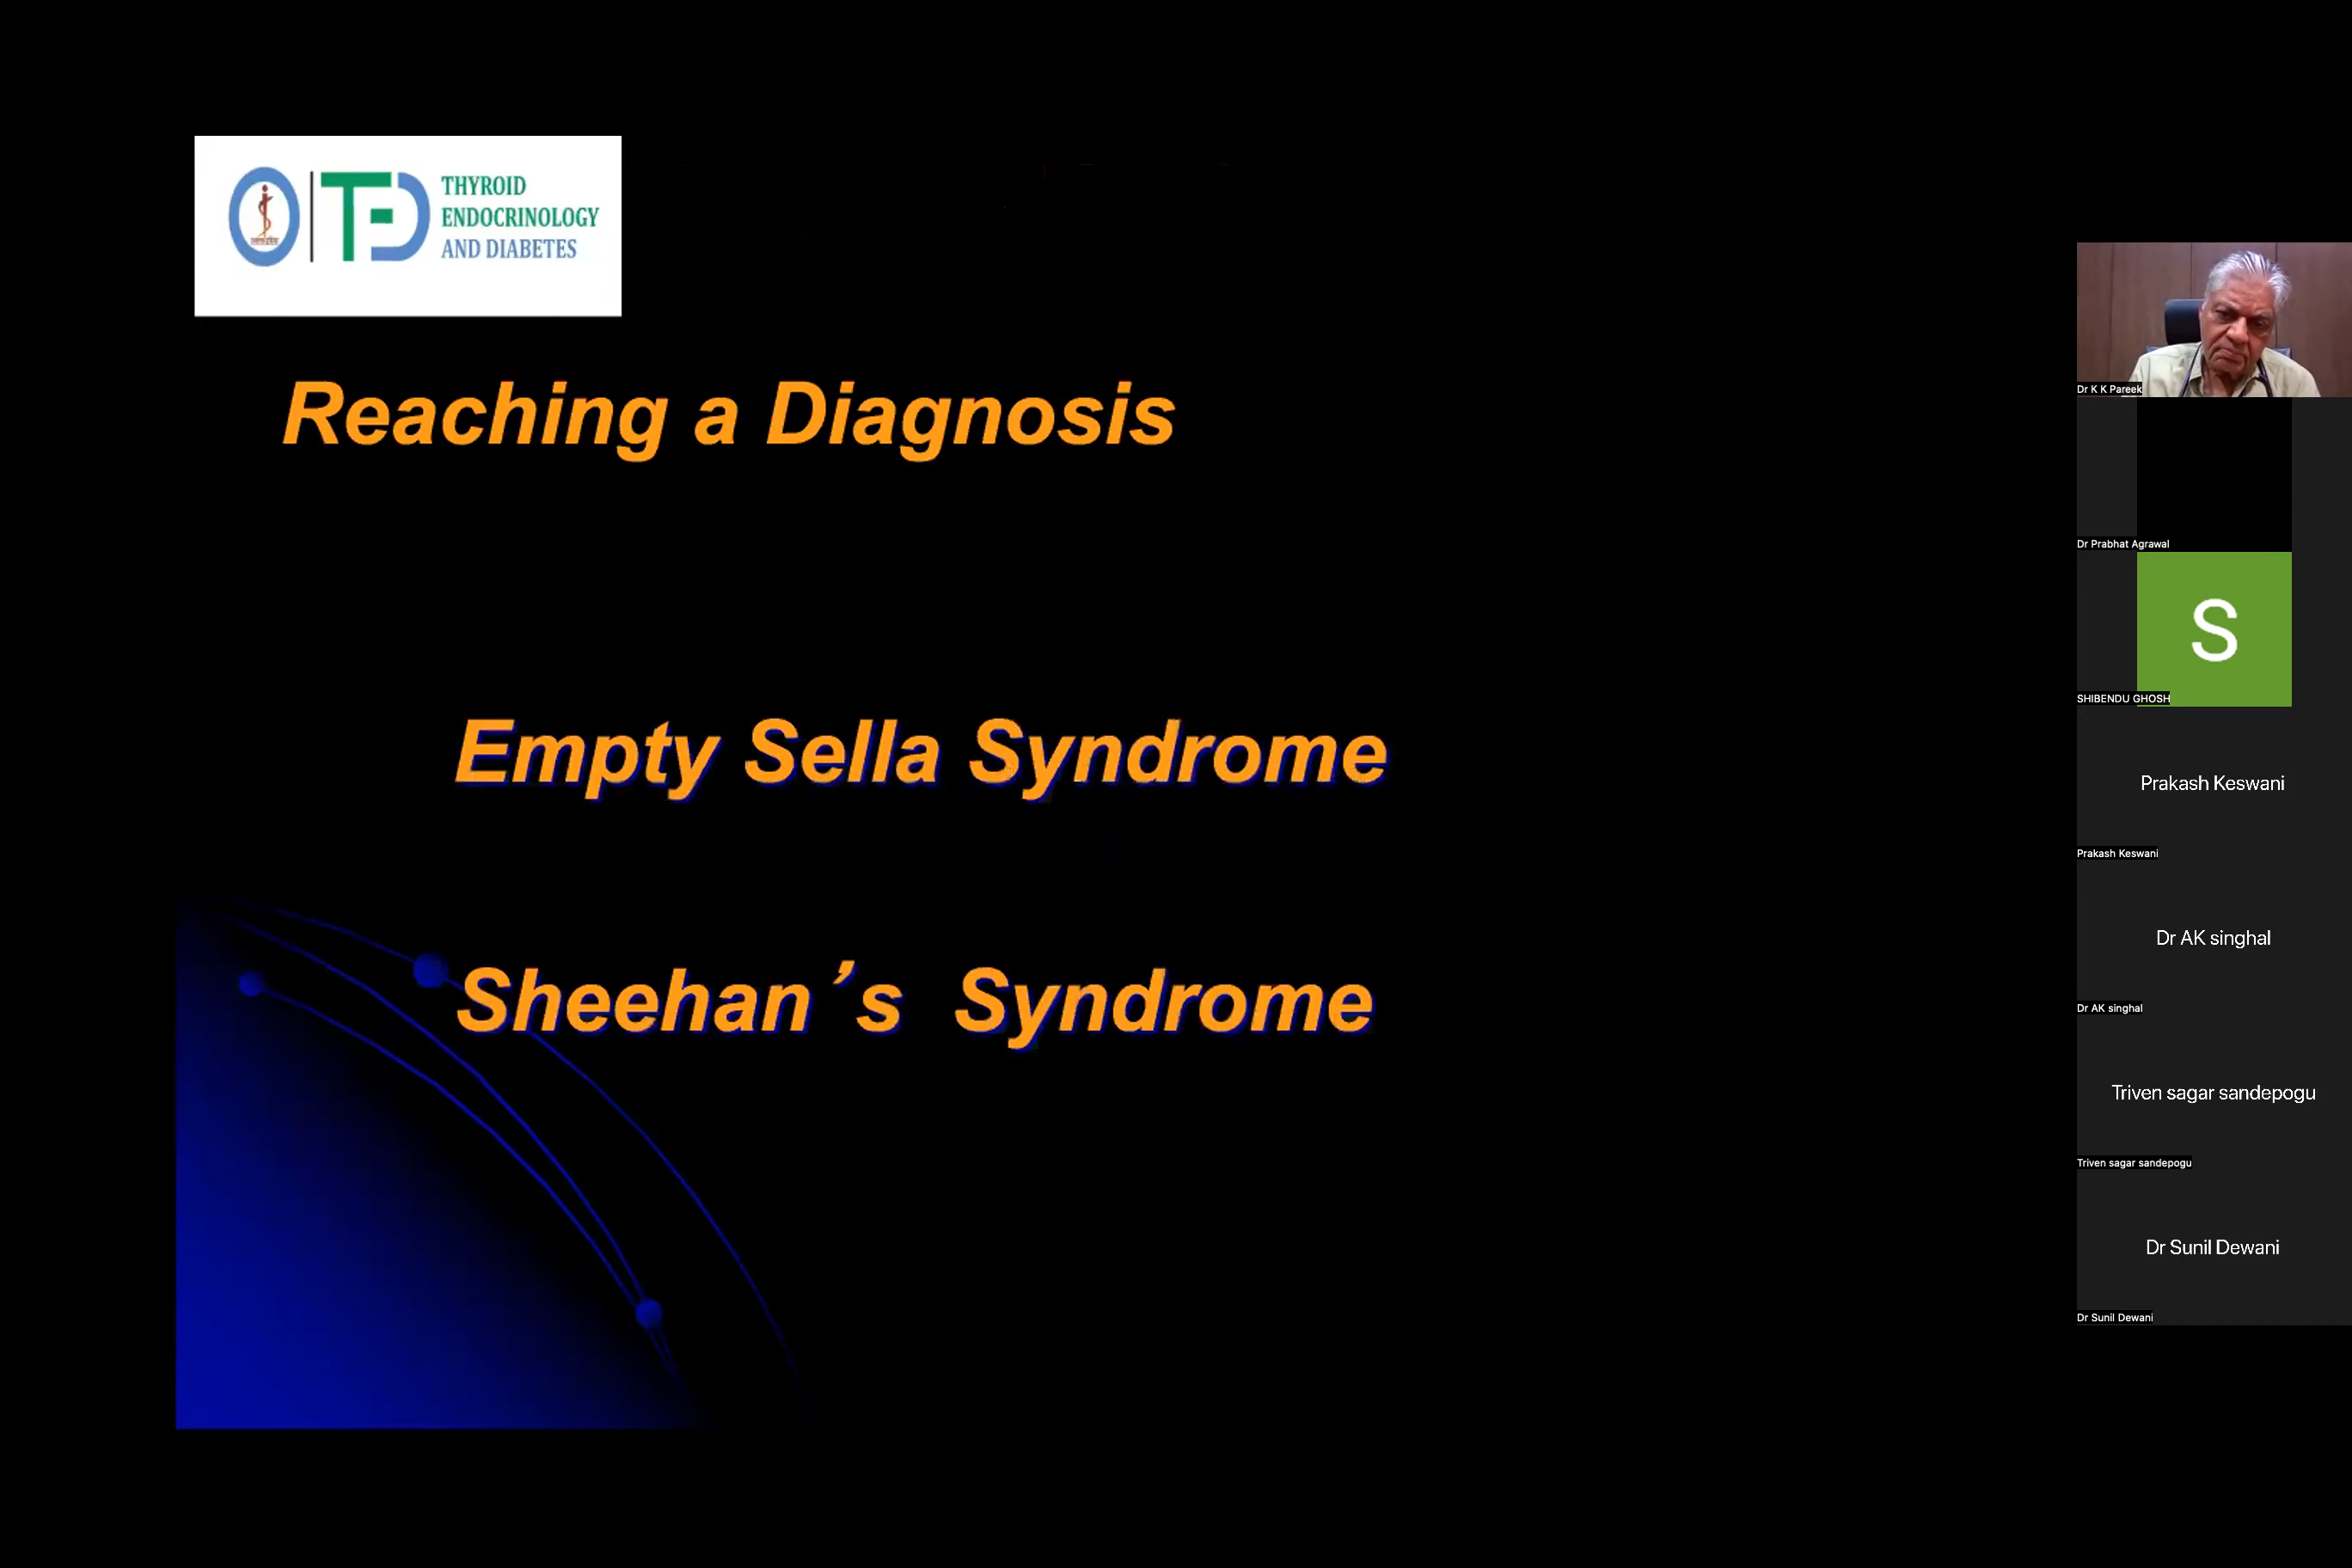 THYROID
ENDOCRINOLOGY
AND DIABETES
Reaching a Diagnosis
Empty Sella Syndrome
Sheehan's Syndrome
Dr K K Pareek
Dr Prabhat Agrawal
S
SHIBENDU GHOSH
Prakash Keswani
Prakash Keswani
Dr AK singhal
Dr AK singhal
Triven sagar sandepogu
Triven sagar sandepogu
Dr Sunil Dewani
Dr Sunil Dewani